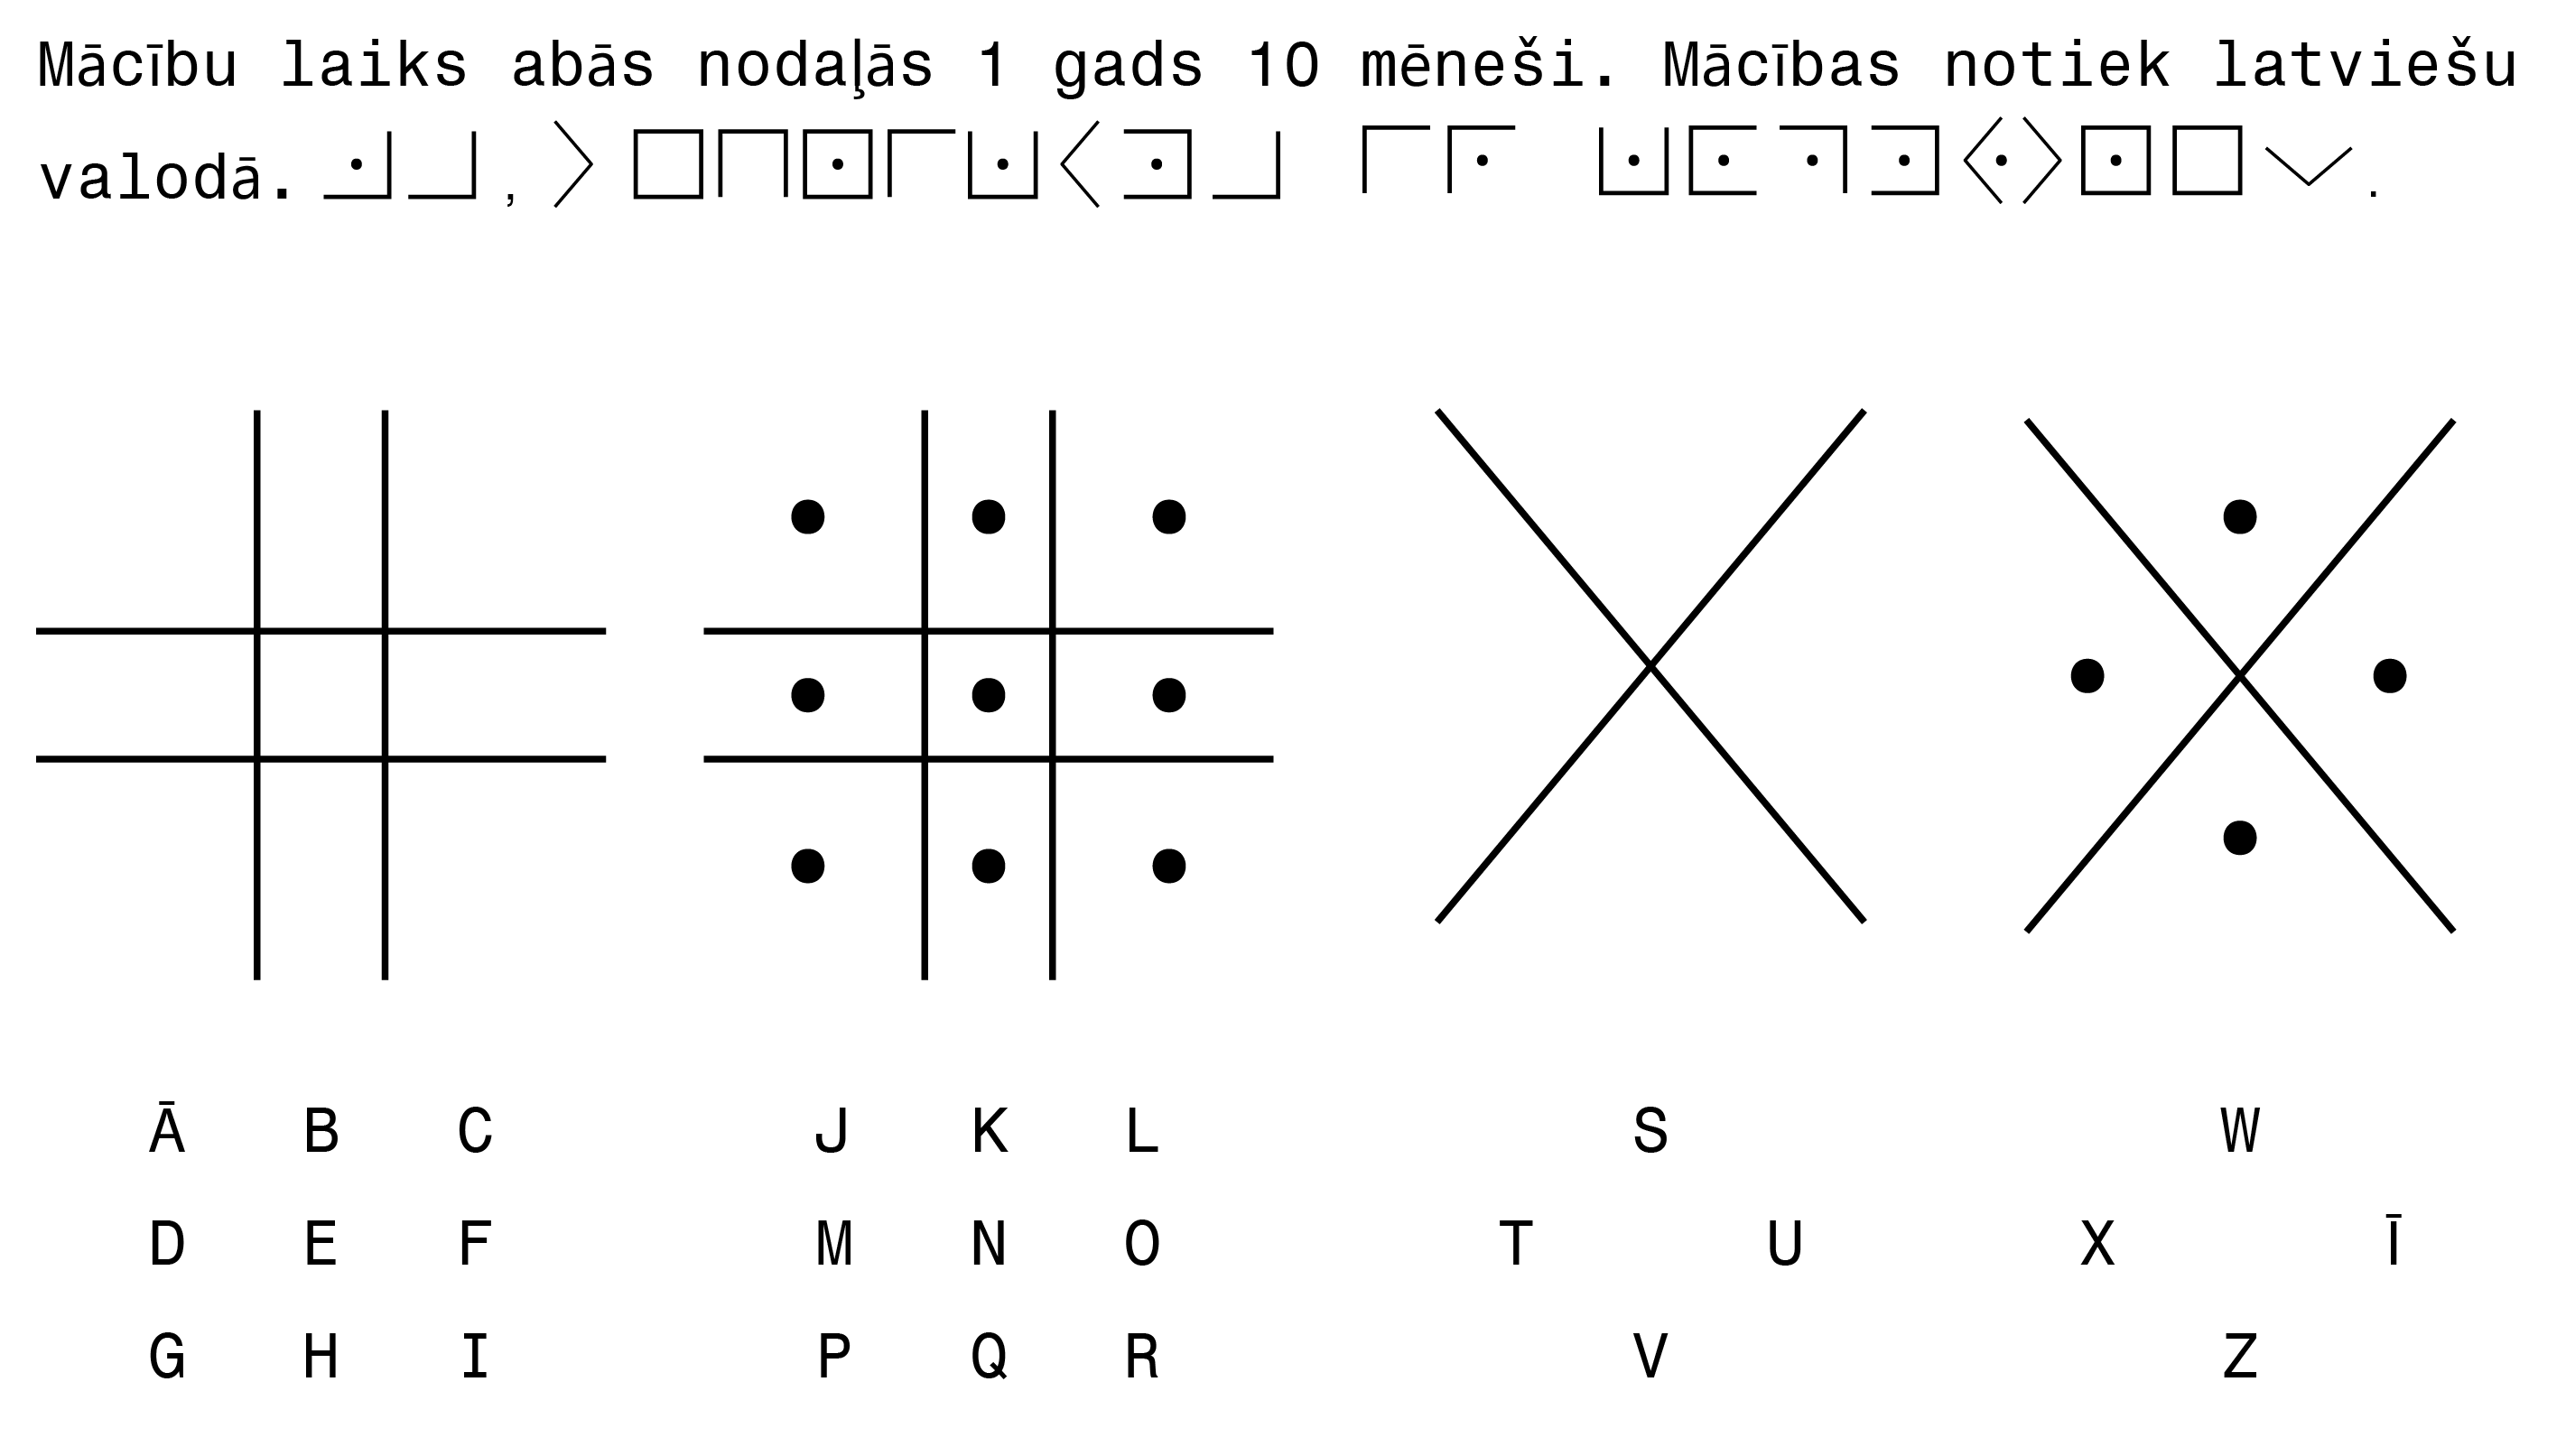 Mācību laiks abās nodaļās 1 gads 10 mēneši. Mācības notiek latviešu
valodā.
Ā B C J K L S W
D E F M N O T U X Ī
G H I P Q R V Z